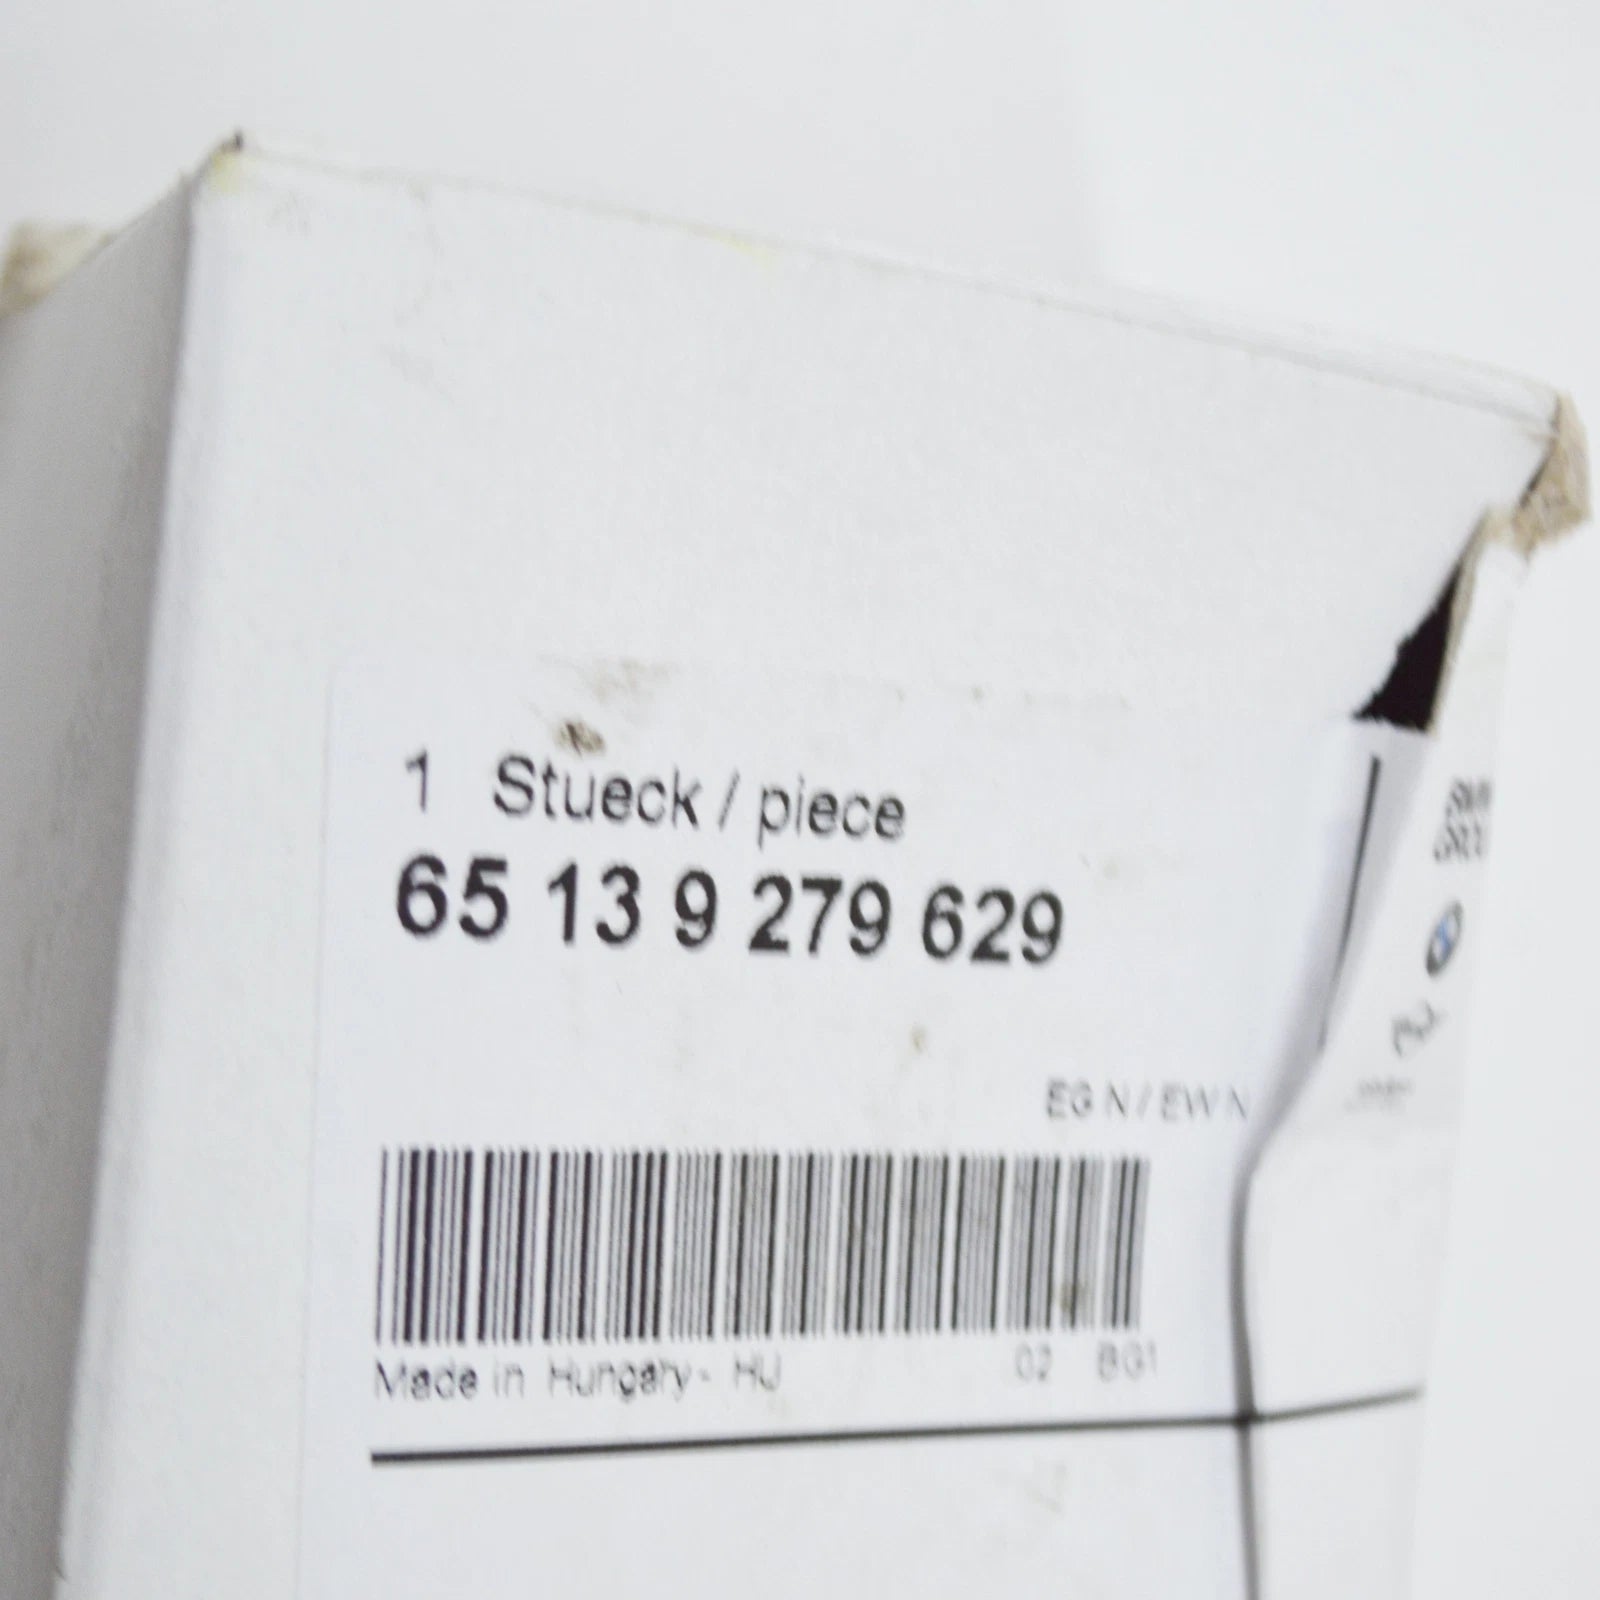 1 Stueck / piece
65 13 9 279 629
EG N / EW N
Made in Hungary - HU 02 BG1